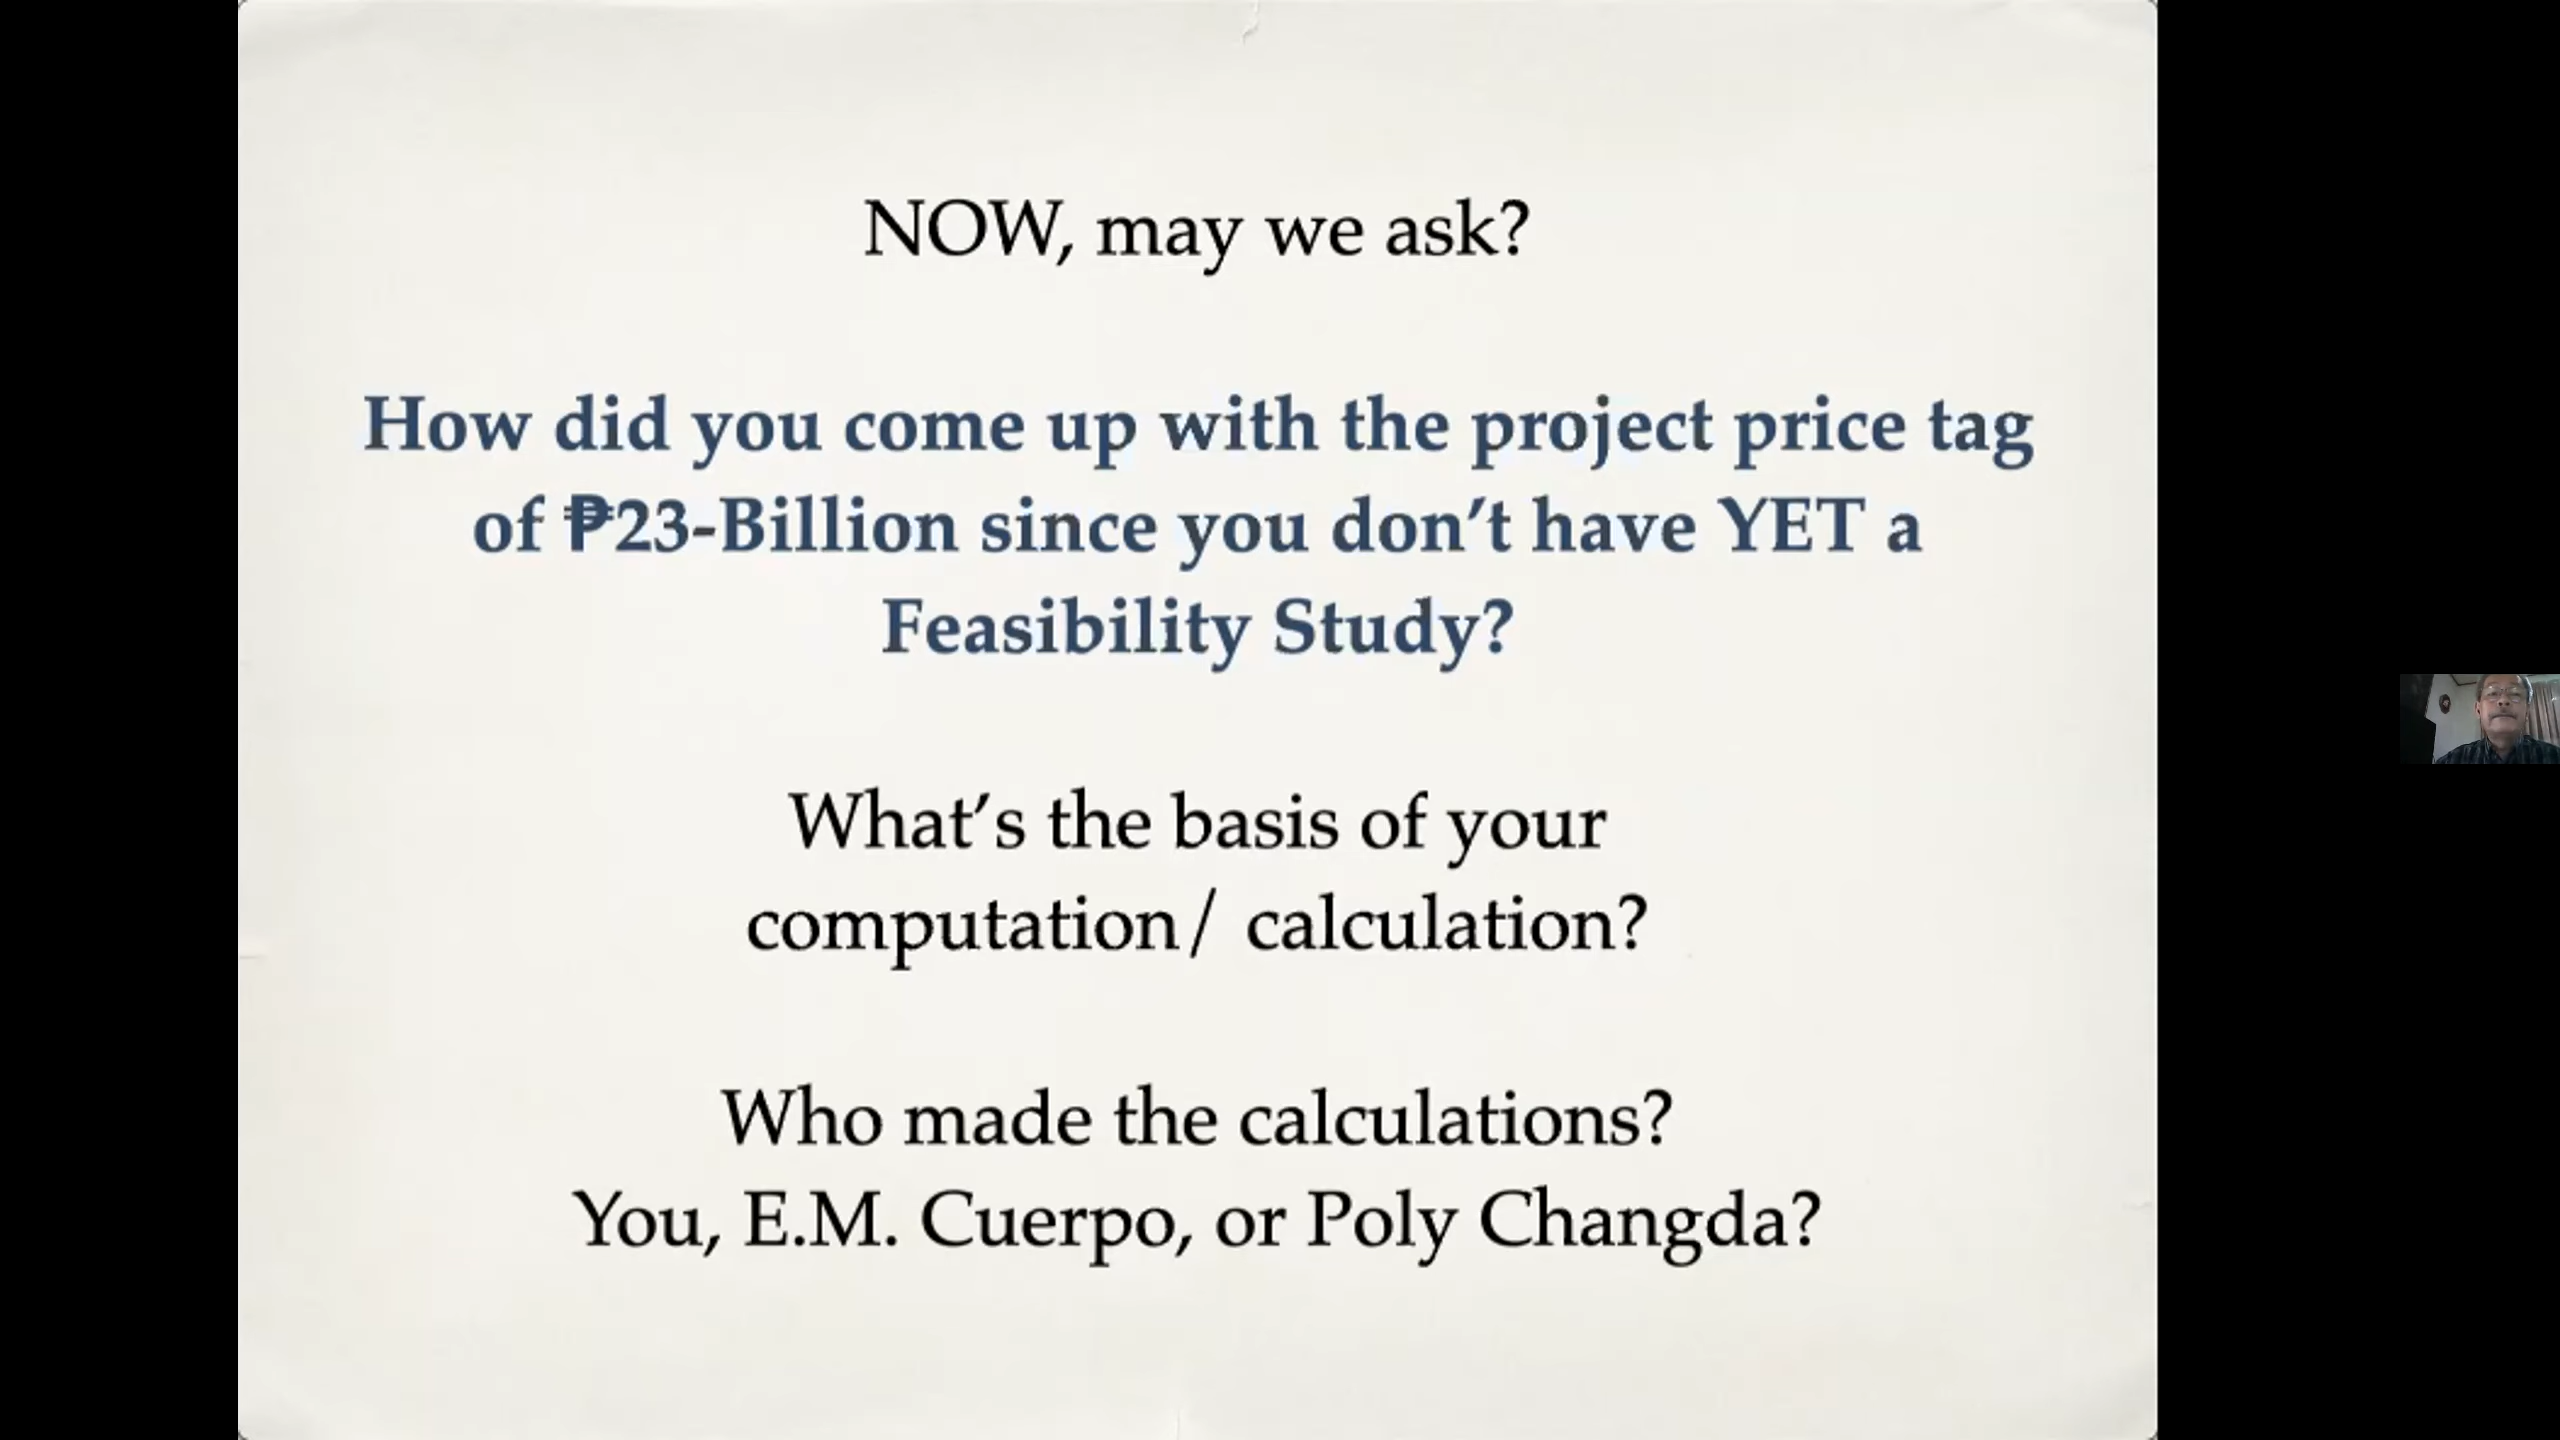 NOW, may we ask?
How did you come up with the project price tag
of ₱23-Billion since you don’t have YET a
Feasibility Study?
What’s the basis of your
computation/ calculation?
Who made the calculations?
You, E.M. Cuerpo, or Poly Changda?